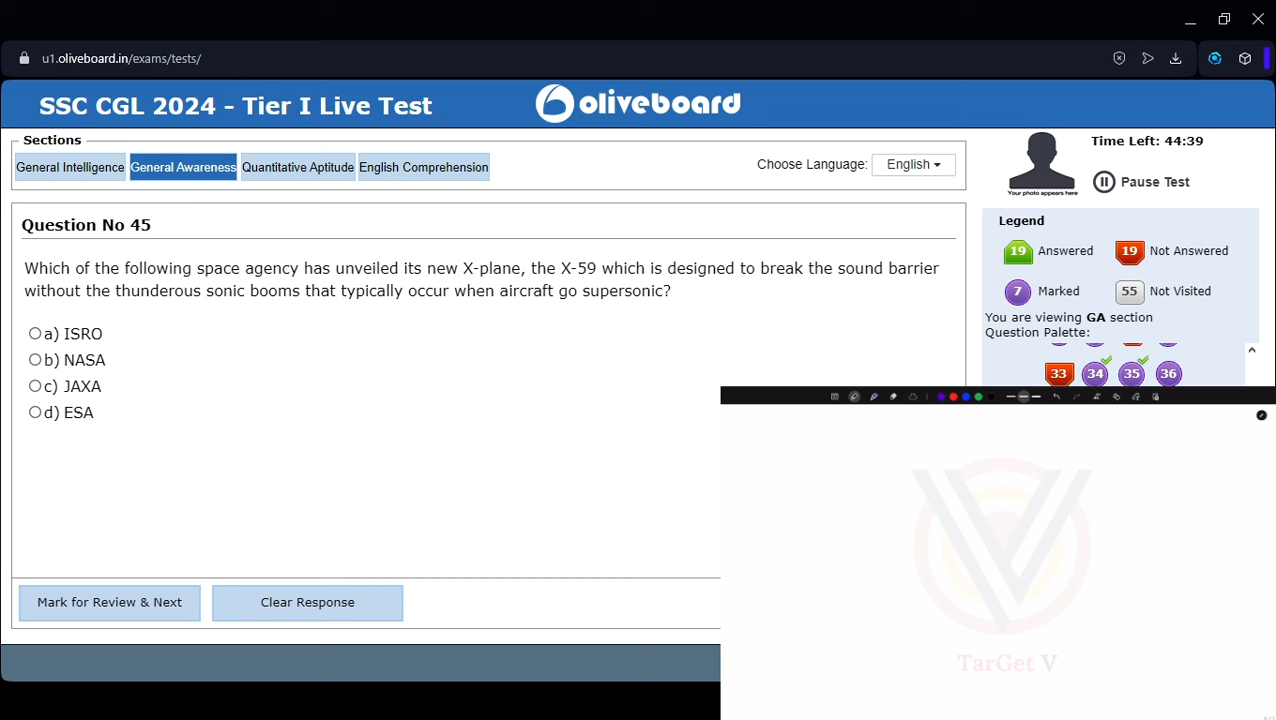 u1.oliveboard.in/exams/tests/
SSC CGL 2024 - Tier I Live Test
oliveboard
Sections
General Intelligence
General Awareness
Quantitative Aptitude
English Comprehension
Choose Language:
English
Your photo appears here
Time Left: 44:39
Pause Test
Question No 45
Which of the following space agency has unveiled its new X-plane, the X-59 which is designed to break the sound barrier
without the thunderous sonic booms that typically occur when aircraft go supersonic?
a) ISRO
b) NASA
c) JAXA
d) ESA
Legend
19 Answered
19 Not Answered
7 Marked
55 Not Visited
You are viewing GA section
Question Palette:
33 34 35 36
Mark for Review & Next
Clear Response
TarGet V